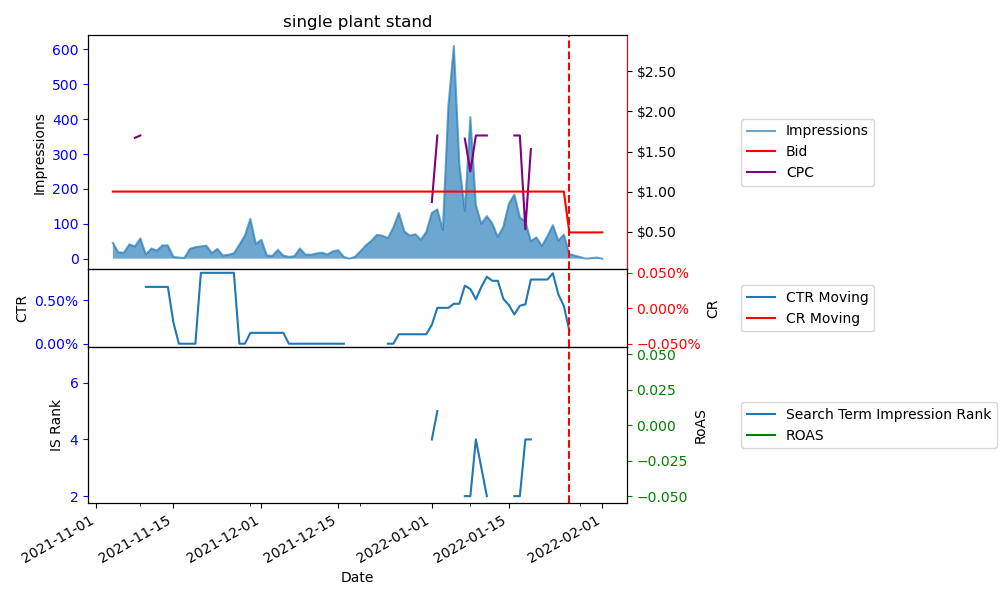 single plant stand
600
500
400
300
200
100
0
Impressions
$2.50
$2.00
$1.50
$1.00
$0.50
Impressions
Bid
CPC
0.50%
0.00%
CTR
0.050%
0.000%
−0.050%
CR
CTR Moving
CR Moving
6
4
2
IS Rank
0.050
0.025
0.000
−0.025
−0.050
RoAS
Search Term Impression Rank
ROAS
2021-11-01
2021-11-15
2021-12-01
2021-12-15
2022-01-01
2022-01-15
2022-02-01
Date